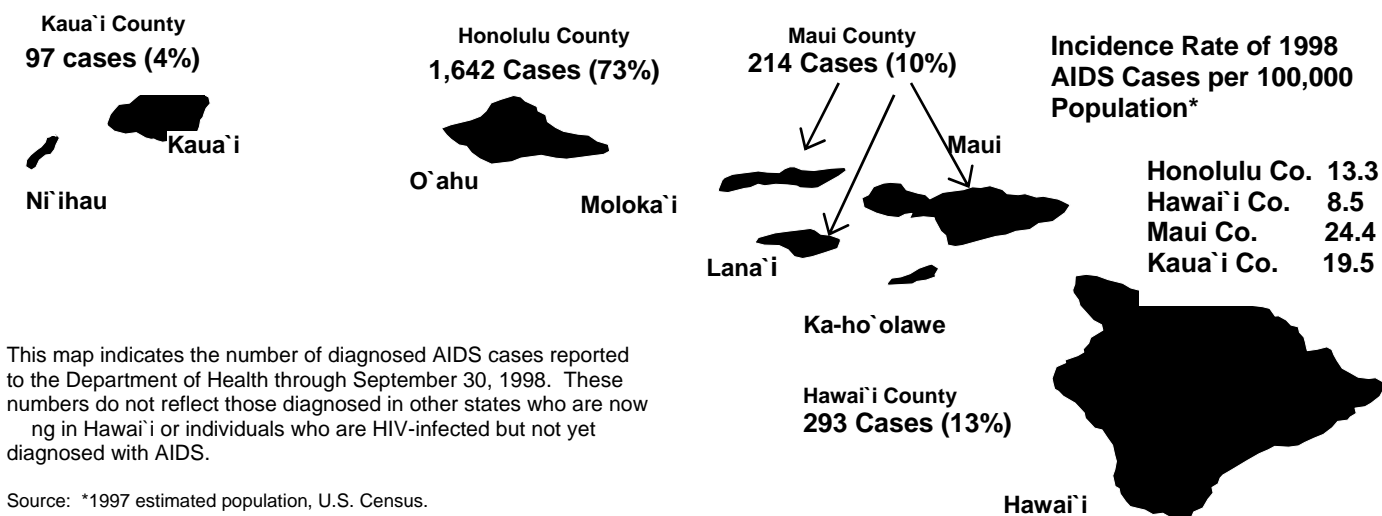 Kaua`i County
97 cases (4%)
Kaua`i
Ni`ihau
Honolulu County
1,642 Cases (73%)
O`ahu
Moloka`i
Maui County
214 Cases (10%)
Maui
Lana`i
Ka-ho`olawe
Incidence Rate of 1998
AIDS Cases per 100,000
Population*
Honolulu Co. 13.3
Hawai`i Co. 8.5
Maui Co. 24.4
Kaua`i Co. 19.5
Hawai`i County
293 Cases (13%)
Hawai`i
This map indicates the number of diagnosed AIDS cases reported
to the Department of Health through September 30, 1998. These
numbers do not reflect those diagnosed in other states who are now
ng in Hawai`i or individuals who are HIV-infected but not yet
diagnosed with AIDS.
Source: *1997 estimated population, U.S. Census.